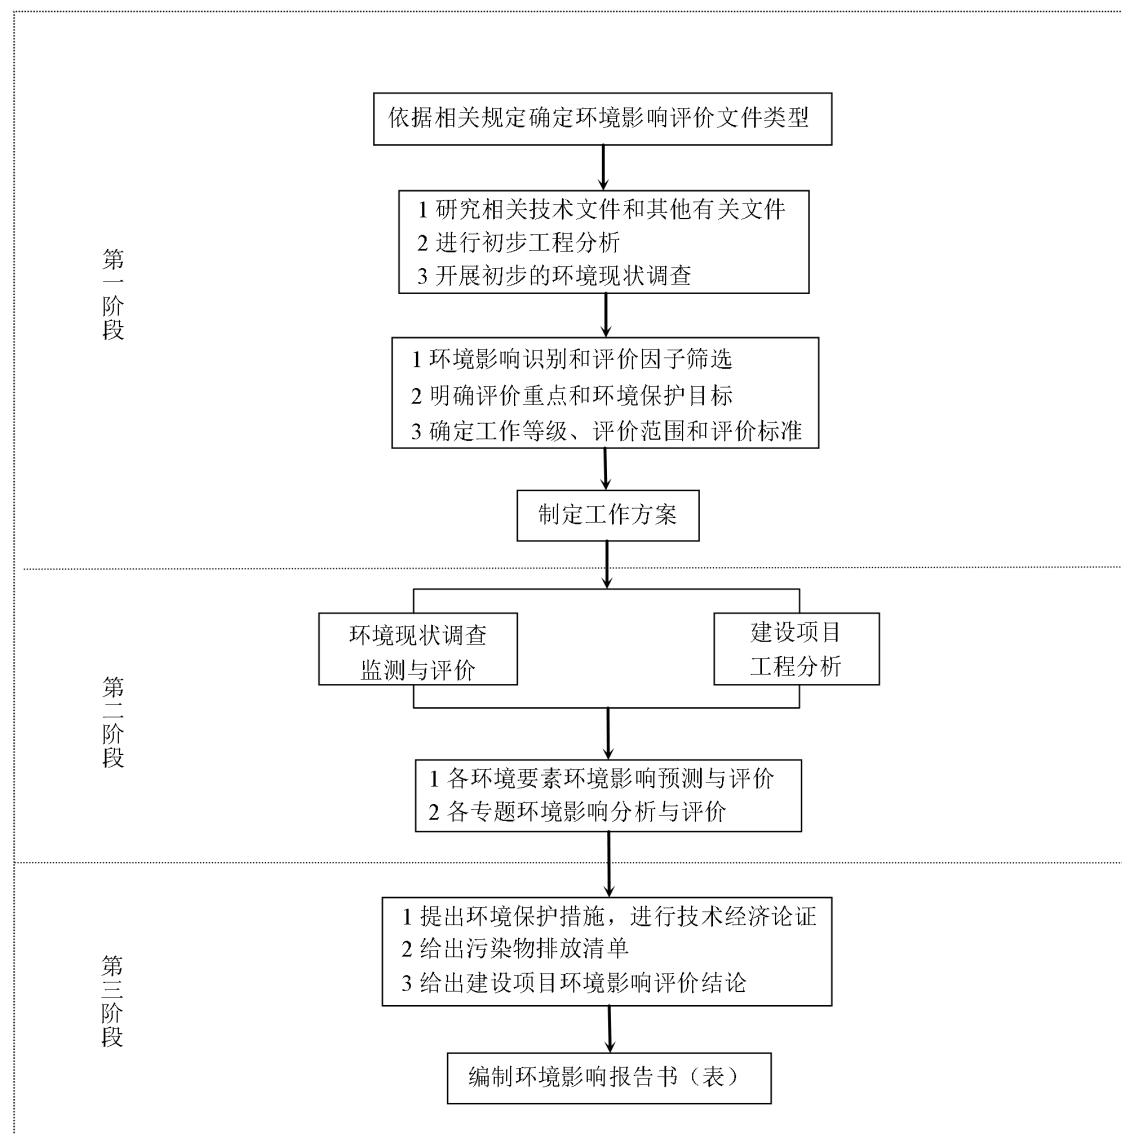 依据相关规定确定环境影响评价文件类型
第一阶段
1 研究相关技术文件和其他有关文件
2 进行初步工程分析
3 开展初步的环境现状调查
1 环境影响识别和评价因子筛选
2 明确评价重点和环境保护目标
3 确定工作等级、评价范围和评价标准
制定工作方案
第二阶段
环境现状调查
监测与评价
建设项目
工程分析
1 各环境要素环境影响预测与评价
2 各专题环境影响分析与评价
第三阶段
1 提出环境保护措施，进行技术经济论证
2 给出污染物排放清单
3 给出建设项目环境影响评价结论
编制环境影响报告书（表）